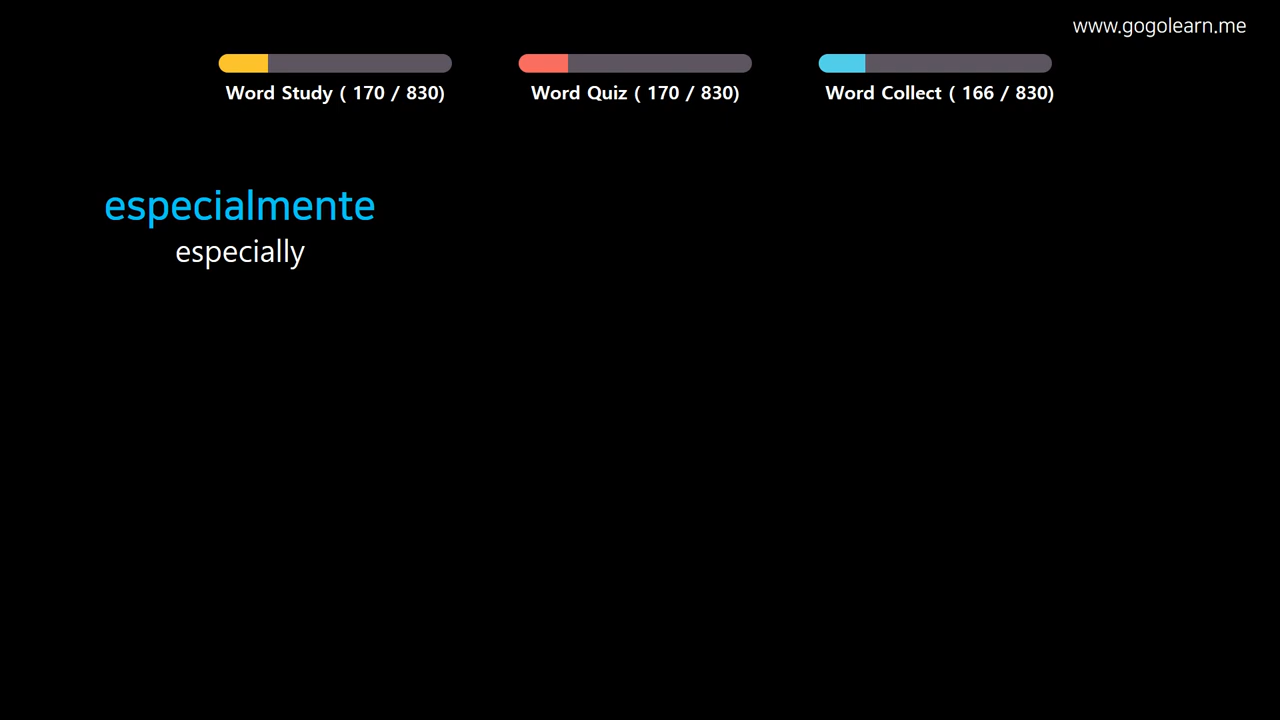 www.gogolearn.me
Word Study ( 170 / 830)
Word Quiz ( 170 / 830)
Word Collect ( 166 / 830)
especialmente
especially